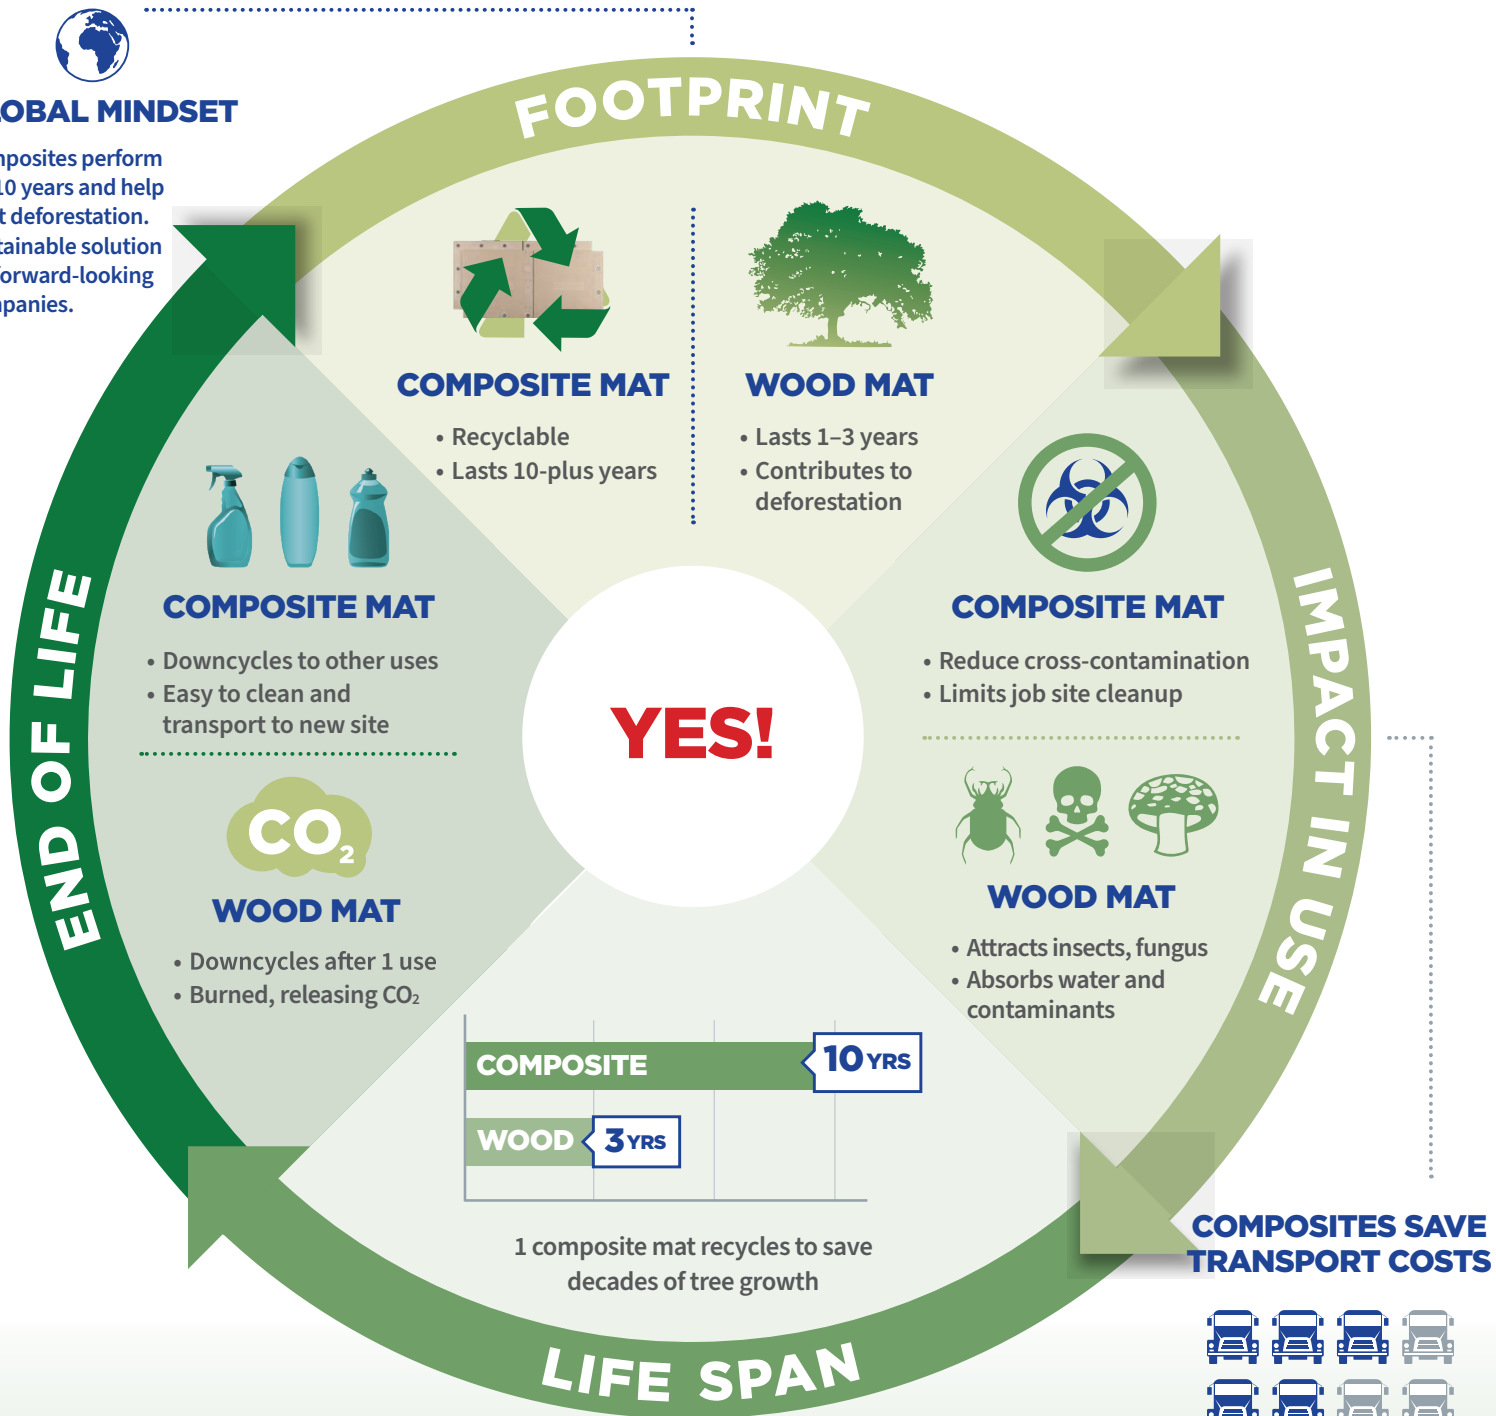 OBAL MINDSET
posites perform
10 years and help
t deforestation.
tainable solution
forward-looking
panies.
FOOTPRINT
COMPOSITE MAT
• Recyclable
• Lasts 10-plus years
WOOD MAT
• Lasts 1–3 years
• Contributes to
deforestation
IMPACT IN USE
COMPOSITE MAT
• Reduce cross-contamination
• Limits job site cleanup
WOOD MAT
• Attracts insects, fungus
• Absorbs water and
contaminants
END OF LIFE
COMPOSITE MAT
• Downcycles to other uses
• Easy to clean and
transport to new site
CO₂
WOOD MAT
• Downcycles after 1 use
• Burned, releasing CO₂
YES!
COMPOSITE 10 YRS
WOOD 3 YRS
1 composite mat recycles to save
decades of tree growth
LIFE SPAN
COMPOSITES SAVE
TRANSPORT COSTS